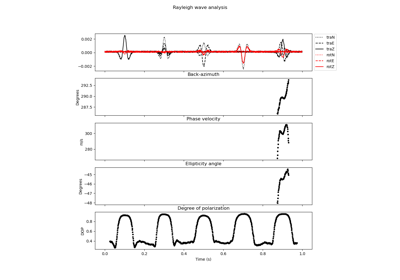 Rayleigh wave analysis
0.002
0.000
−0.002
traN
traE
traZ
rotN
rotE
rotZ
Back-azimuth
Degrees
292.5
290.0
287.5
Phase velocity
m/s
300
280
Ellipticity angle
Degrees
−45
−46
−47
−48
Degree of polarization
DOP
0.8
0.6
0.4
0.0 0.2 0.4 0.6 0.8 1.0
Time (s)